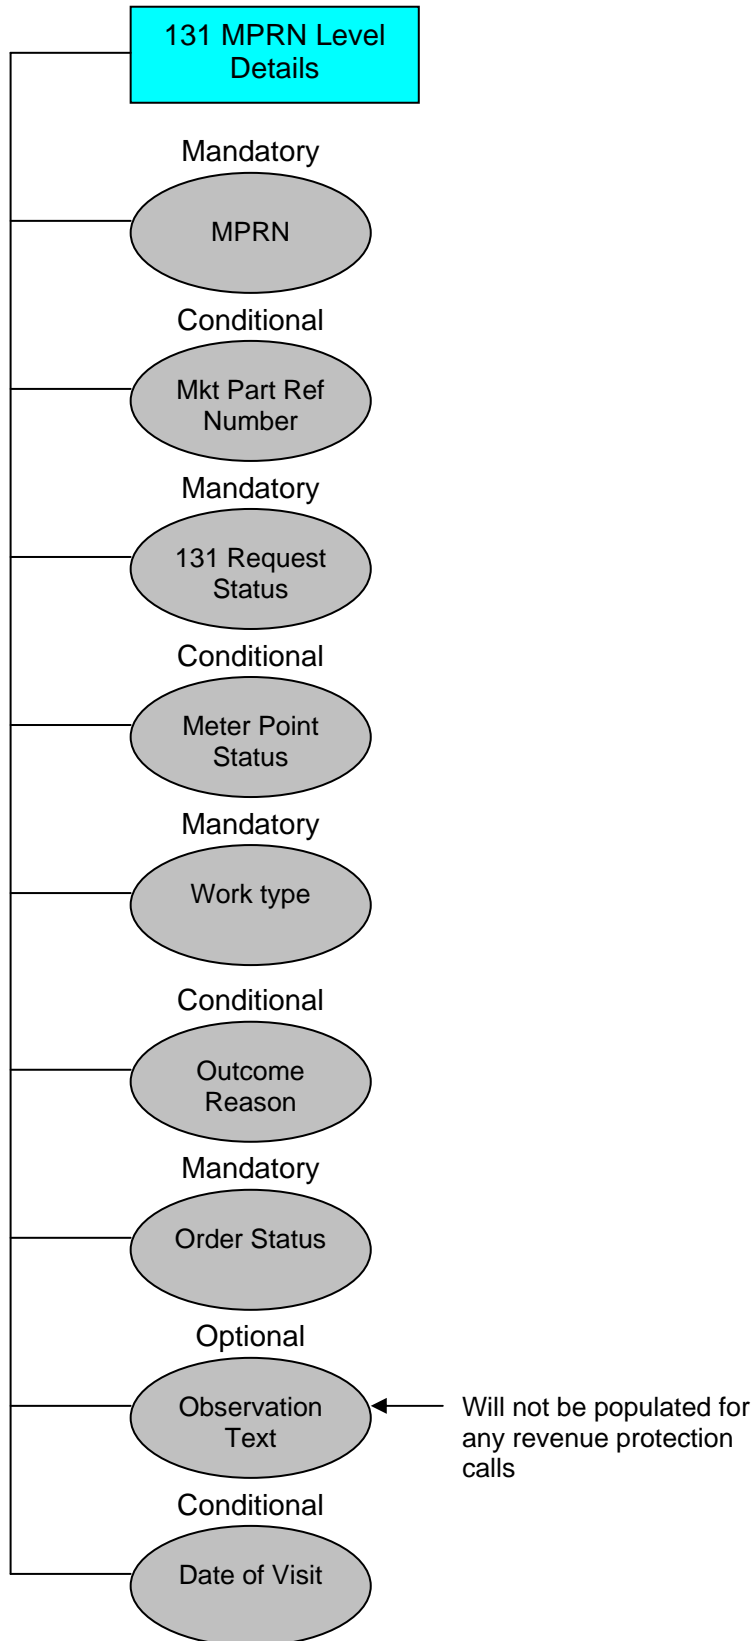 131 MPRN Level
Details
Mandatory
MPRN
Conditional
Mkt Part Ref
Number
Mandatory
131 Request
Status
Conditional
Meter Point
Status
Mandatory
Work type
Conditional
Outcome
Reason
Mandatory
Order Status
Optional
Observation
Text
Will not be populated for
any revenue protection
calls
Conditional
Date of Visit